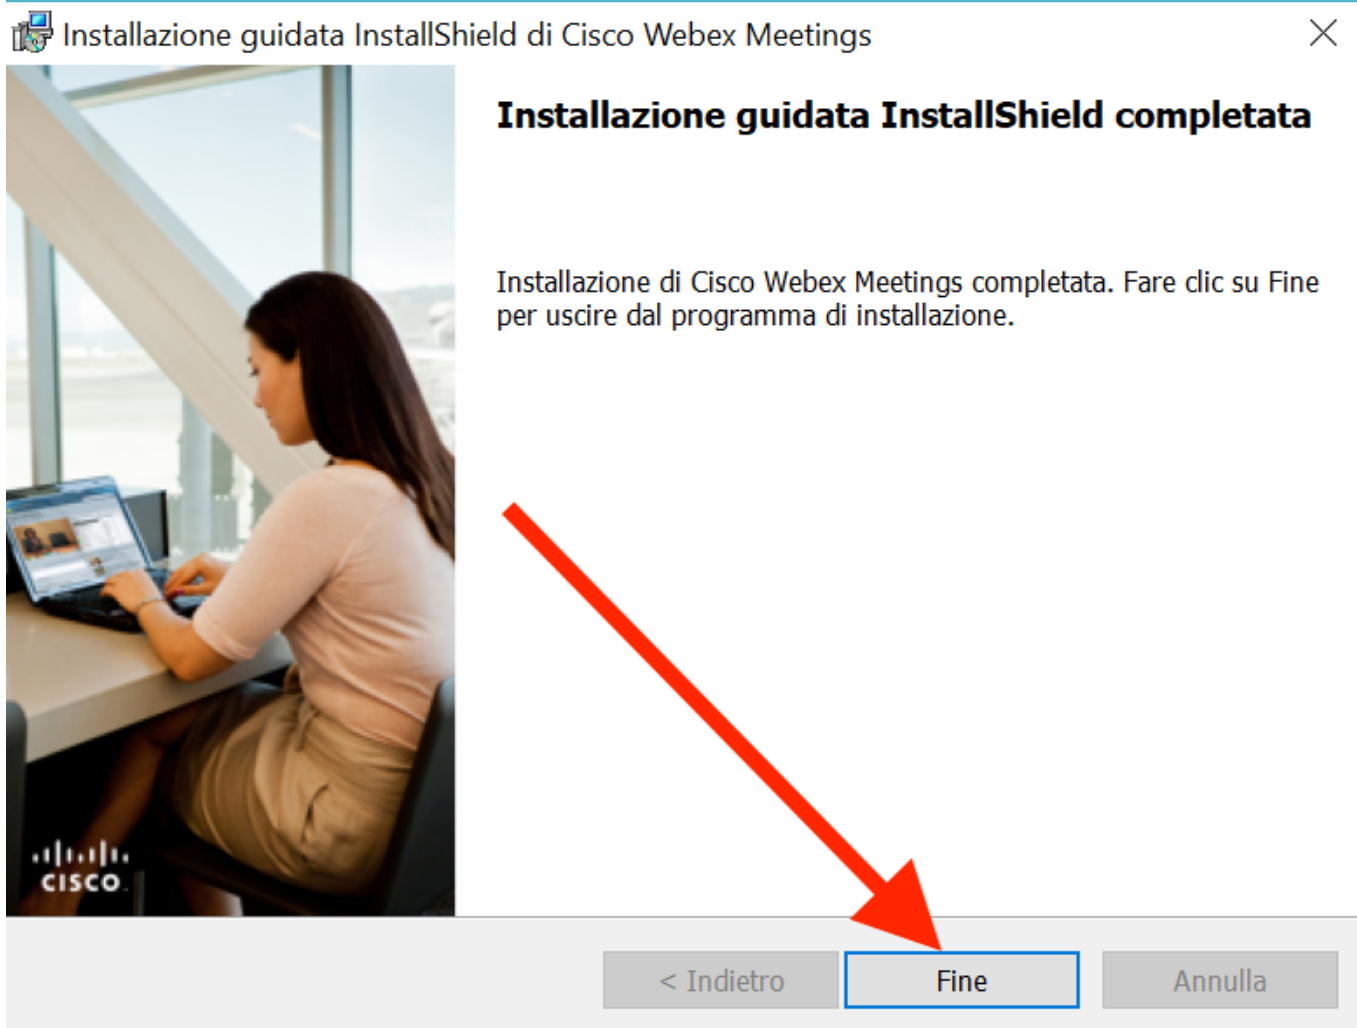 Installazione guidata InstallShield di Cisco Webex Meetings
Installazione guidata InstallShield completata
Installazione di Cisco Webex Meetings completata. Fare clic su Fine
per uscire dal programma di installazione.
CISCO
< Indietro
Fine
Annulla